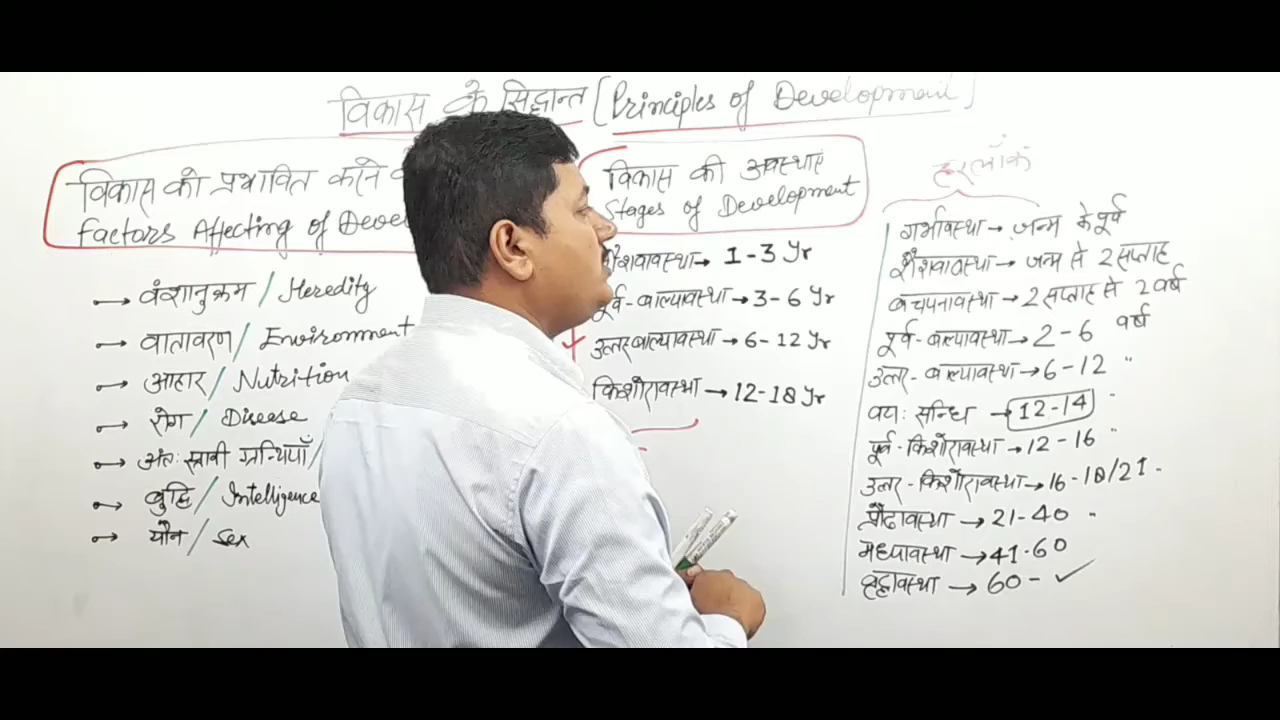 विकास के सिद्धान्त [Principles of Development]
विकास को प्रभावित करने
Factors Affecting of Deve
→ वंशानुक्रम / Heredity
→ वातावरण / Environment
→ आहार / Nutrition
→ रोग / Disese
→ अंतः स्त्रावी ग्रन्थियाँ /
→ बुद्धि / Intelligence
→ यौन / Sex
विकास की अवस्थाएं
Stages of Development
शैशवावस्था → 1-3 Yr
पूर्व-बाल्यावस्था → 3-6 Yr
उत्तरबाल्यावस्था → 6-12 Yr
किशोरावस्था → 12-18 Yr
हरलॉक
गर्भावस्था → जन्म के पूर्व
शैशवावस्था → जन्म से 2 सप्ताह
बचपनावस्था → 2 सप्ताह से 2 वर्ष
पूर्व-बाल्यावस्था → 2-6 वर्ष
उत्तर-बाल्यावस्था → 6-12 "
वयः सन्धि → 12-14 "
पूर्व-किशोरावस्था → 12-16 "
उत्तर-किशोरावस्था → 16-18/21 -
प्रौढावस्था → 21-40 "
मध्यावस्था → 41-60
वृद्धावस्था → 60 -